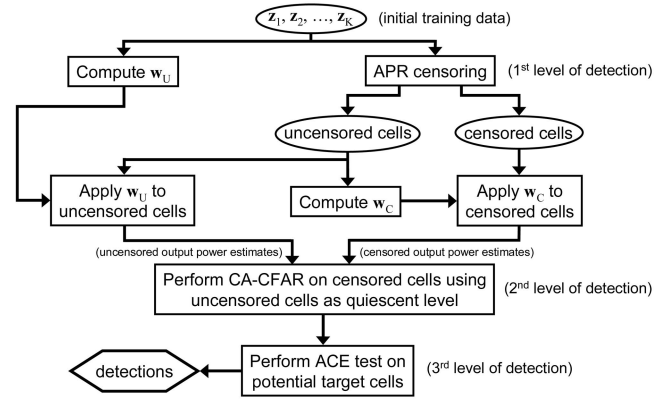 z1, z2, ..., zK (initial training data)
Compute wU
APR censoring (1st level of detection)
uncensored cells
censored cells
Apply wU to
uncensored cells
Compute wC
Apply wC to
censored cells
(uncensored output power estimates)
(censored output power estimates)
Perform CA-CFAR on censored cells using
uncensored cells as quiescent level
(2nd level of detection)
Perform ACE test on
potential target cells
(3rd level of detection)
detections